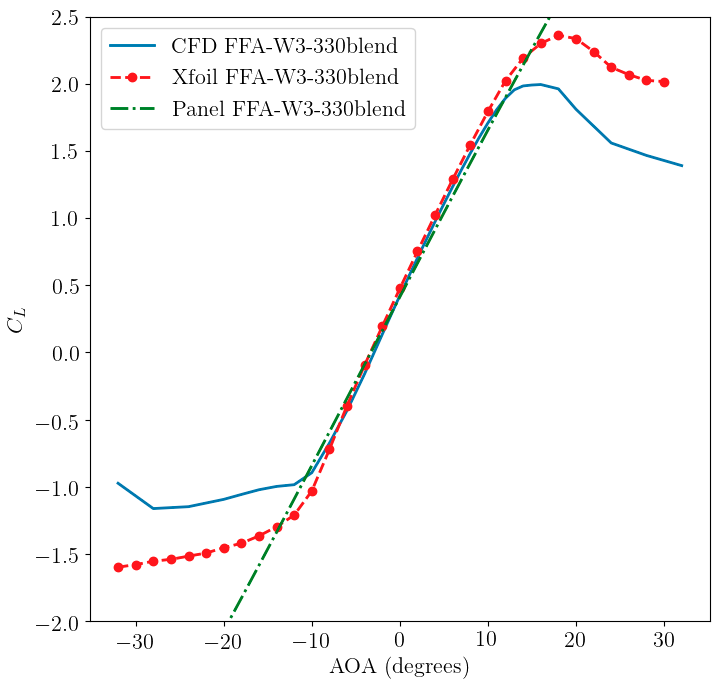 CFD FFA-W3-330blend
Xfoil FFA-W3-330blend
Panel FFA-W3-330blend
2.5
2.0
1.5
1.0
0.5
0.0
−0.5
−1.0
−1.5
−2.0
C_L
−30 −20 −10 0 10 20 30
AOA (degrees)